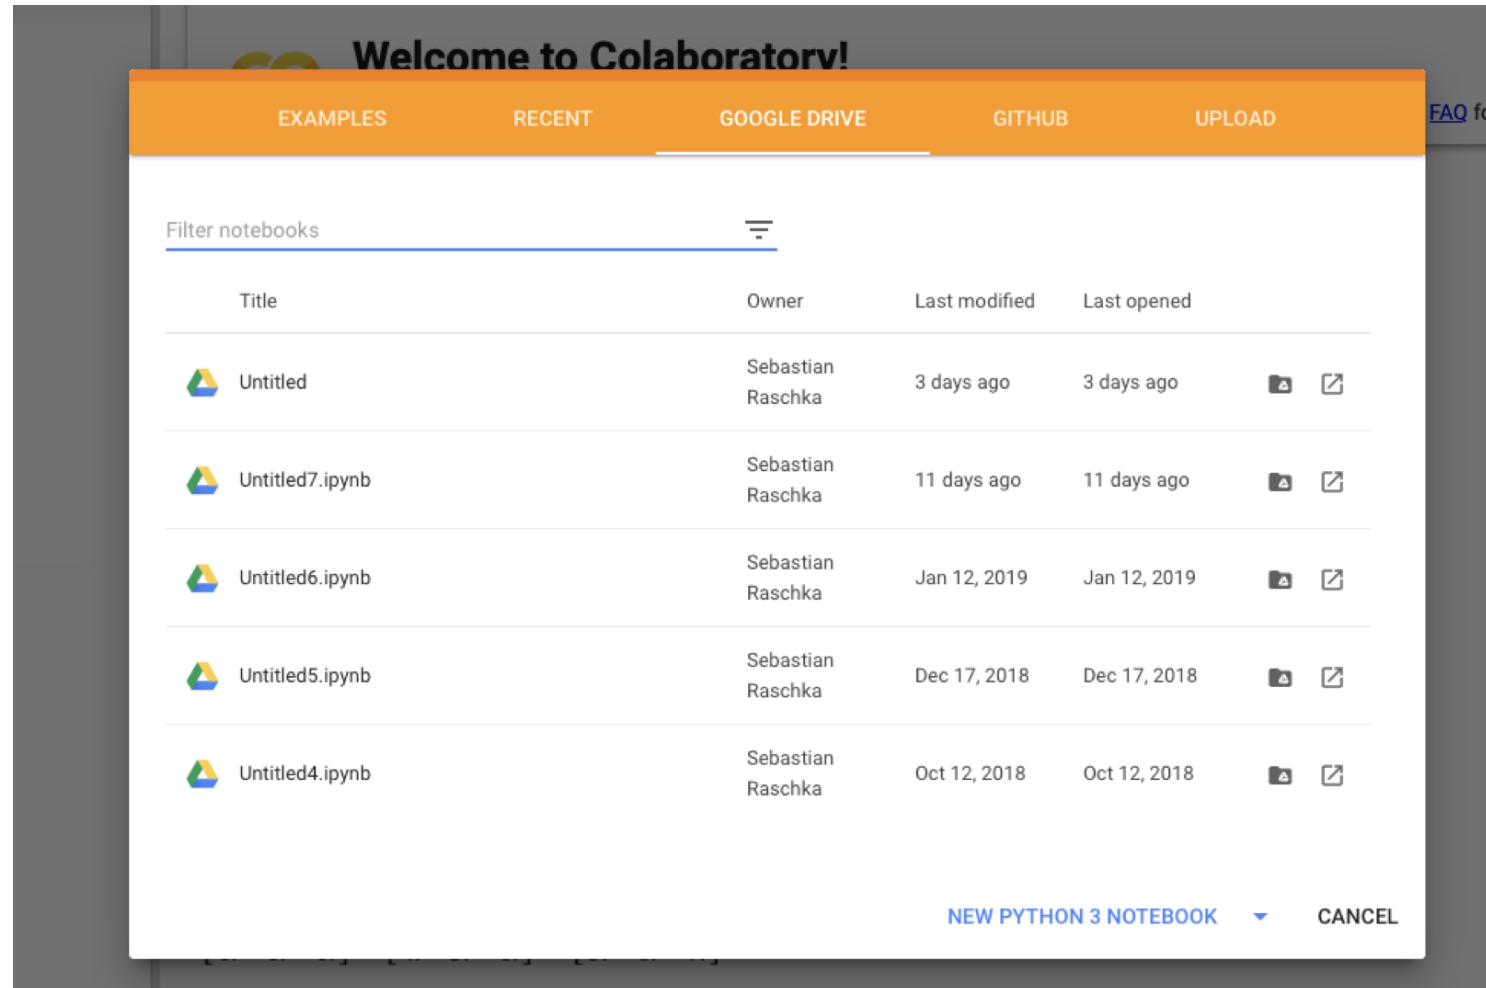 Welcome to Colaboratory!
EXAMPLES RECENT GOOGLE DRIVE GITHUB UPLOAD
FAQ fo
Filter notebooks
Title Owner Last modified Last opened
Untitled Sebastian Raschka 3 days ago 3 days ago
Untitled7.ipynb Sebastian Raschka 11 days ago 11 days ago
Untitled6.ipynb Sebastian Raschka Jan 12, 2019 Jan 12, 2019
Untitled5.ipynb Sebastian Raschka Dec 17, 2018 Dec 17, 2018
Untitled4.ipynb Sebastian Raschka Oct 12, 2018 Oct 12, 2018
NEW PYTHON 3 NOTEBOOK CANCEL